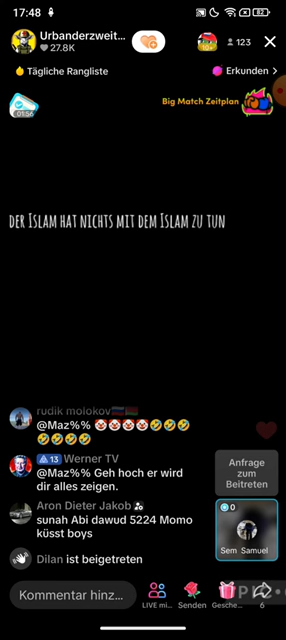 17:48
82
Urbanderzweit...
27.8K
123
Tägliche Rangliste
Erkunden >
01:56
Big Match Zeitplan
DER ISLAM HAT NICHTS MIT DEM ISLAM ZU TUN
rudik molokov🇷🇺🇧🇾
@Maz%% 🤡🤡🤡🤡🤣🤣🤣
🤣🤣🤣🤣
13 Werner TV
@Maz%% Geh hoch er wird
dir alles zeigen.
Aron Dieter Jakob
sunah Abi dawud 5224 Momo
küsst boys
Dilan ist beigetreten
Anfrage
zum
Beitreten
0
Sem Samuel
Kommentar hinz...
LIVE mi...
Senden
Gesche...
6